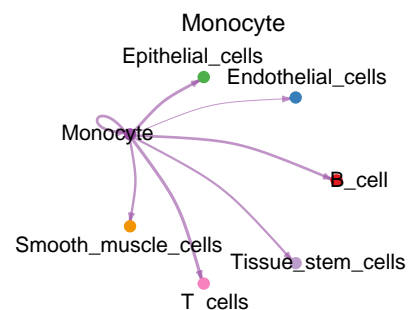 Monocyte
Epithelial_cells
Endothelial_cells
Monocyte
B_cell
Smooth_muscle_cells
Tissue_stem_cells
T_cells